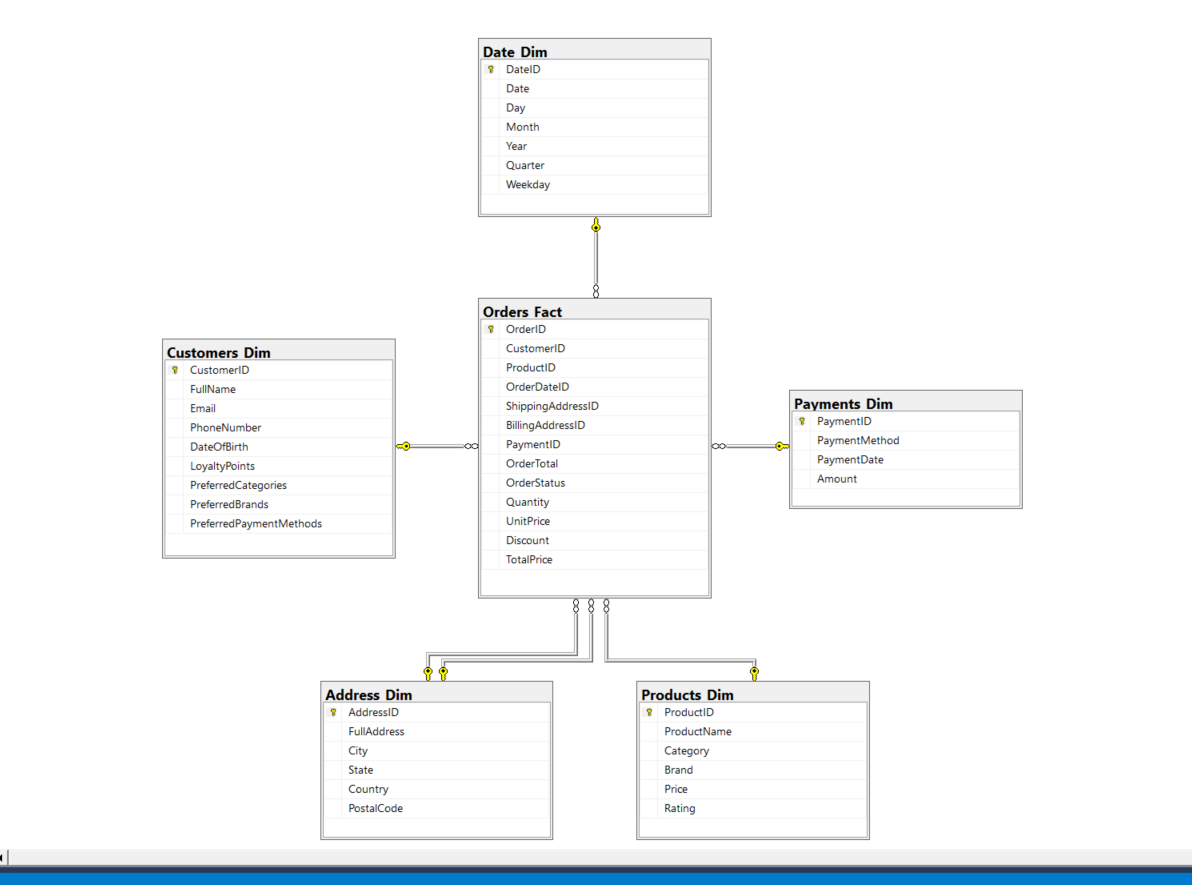 Date Dim
DateID
Date
Day
Month
Year
Quarter
Weekday
Orders Fact
OrderID
CustomerID
ProductID
OrderDateID
ShippingAddressID
BillingAddressID
PaymentID
OrderTotal
OrderStatus
Quantity
UnitPrice
Discount
TotalPrice
Customers Dim
CustomerID
FullName
Email
PhoneNumber
DateOfBirth
LoyaltyPoints
PreferredCategories
PreferredBrands
PreferredPaymentMethods
Payments Dim
PaymentID
PaymentMethod
PaymentDate
Amount
Address Dim
AddressID
FullAddress
City
State
Country
PostalCode
Products Dim
ProductID
ProductName
Category
Brand
Price
Rating